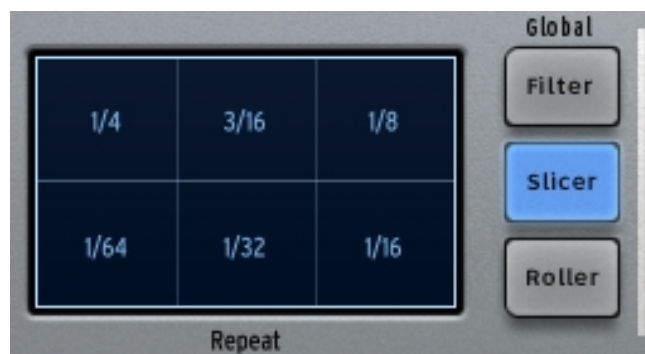 Global
Filter
1/4 3/16 1/8
Slicer
1/64 1/32 1/16
Roller
Repeat